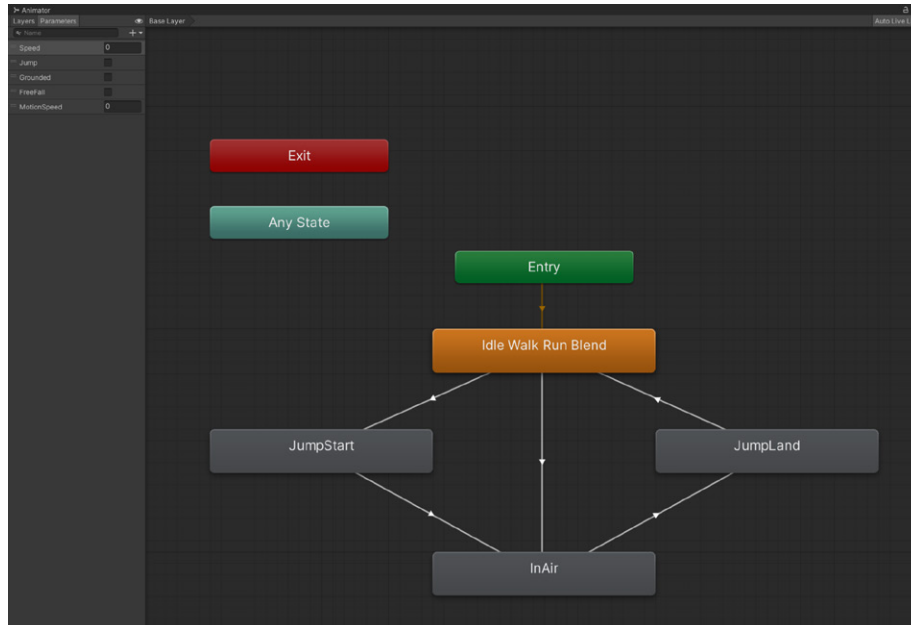 Animator
Layers Parameters
Base Layer
Auto Live L
Name
Speed 0
Jump
Grounded
FreeFall
MotionSpeed 0
Exit
Any State
Entry
Idle Walk Run Blend
JumpStart
JumpLand
InAir